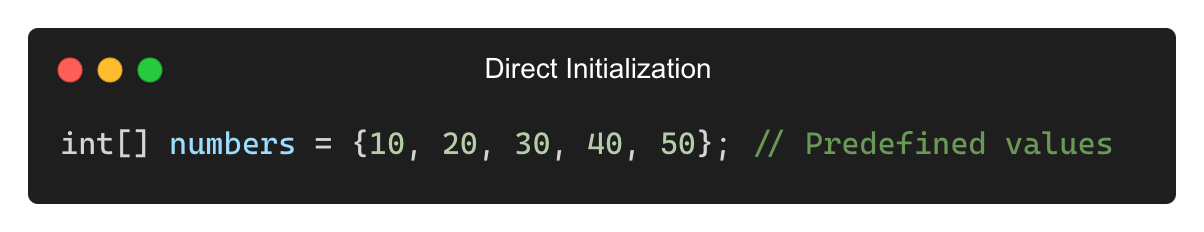 Direct Initialization
int[] numbers = {10, 20, 30, 40, 50}; // Predefined values